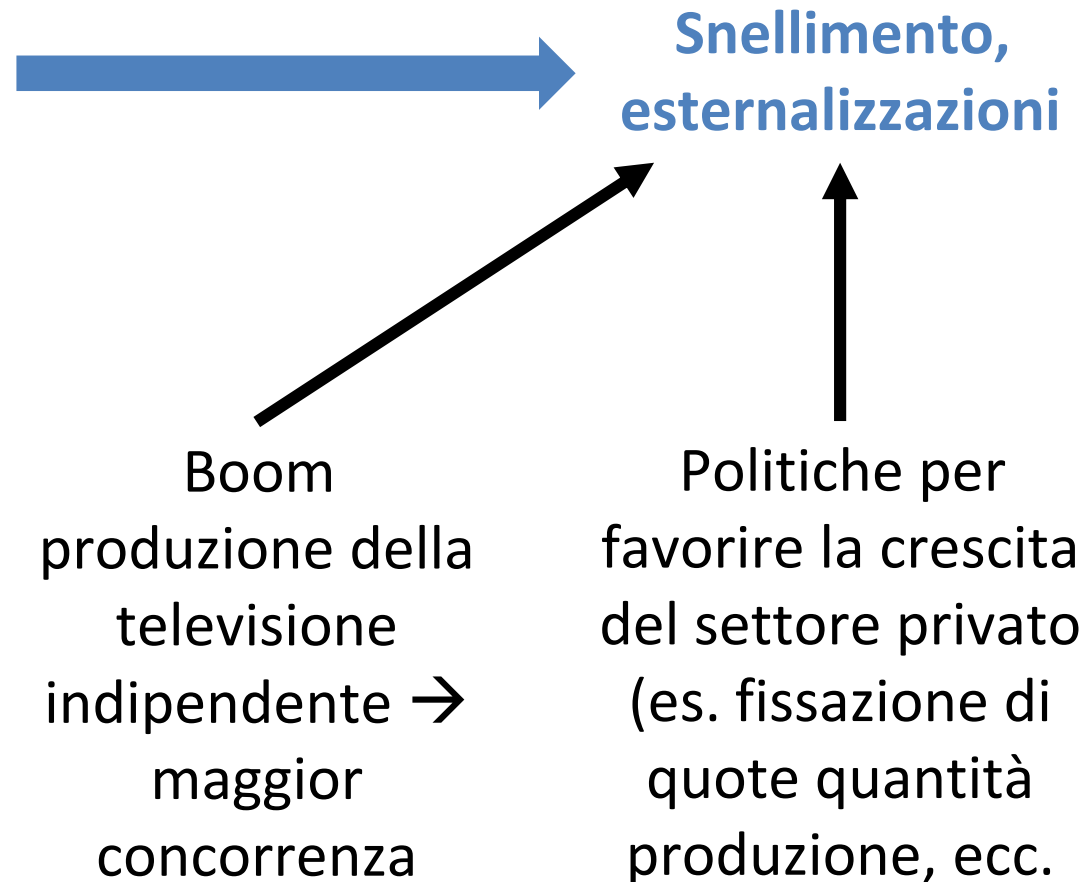 Snellimento,
esternalizzazioni
Boom
produzione della
televisione
indipendente →
maggior
concorrenza
Politiche per
favorire la crescita
del settore privato
(es. fissazione di
quote quantità
produzione, ecc.